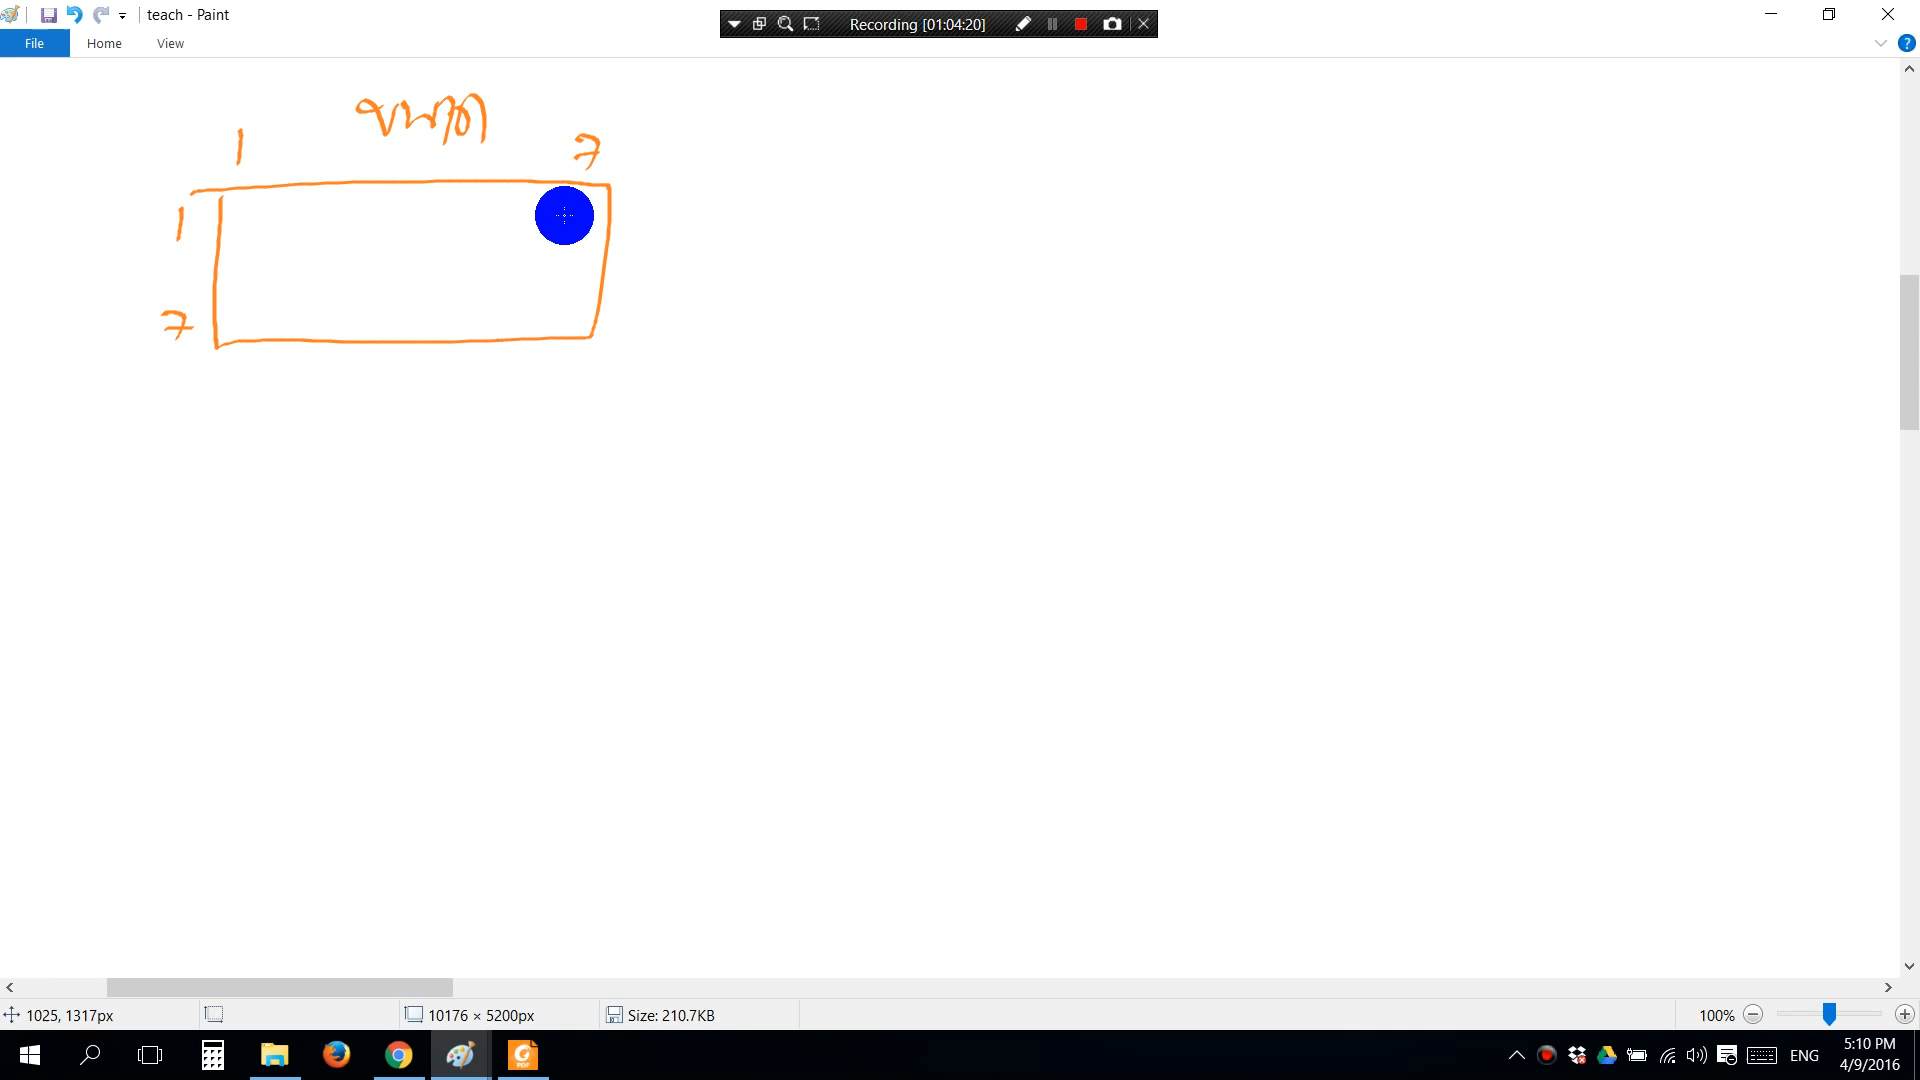 teach - Paint
Recording [01:04:20]
File
Home
View
?
1
7
1
7
1025, 1317px
10176 × 5200px
Size: 210.7KB
100%
ENG
5:10 PM
4/9/2016